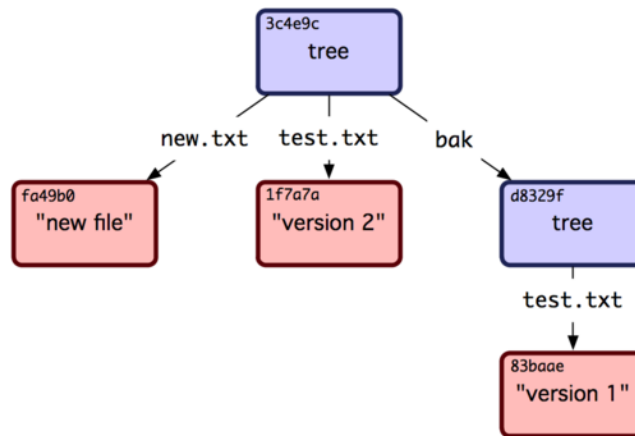 3c4e9c
tree
new.txt test.txt bak
fa49b0 1f7a7a d8329f
"new file" "version 2" tree
test.txt
83baae
"version 1"